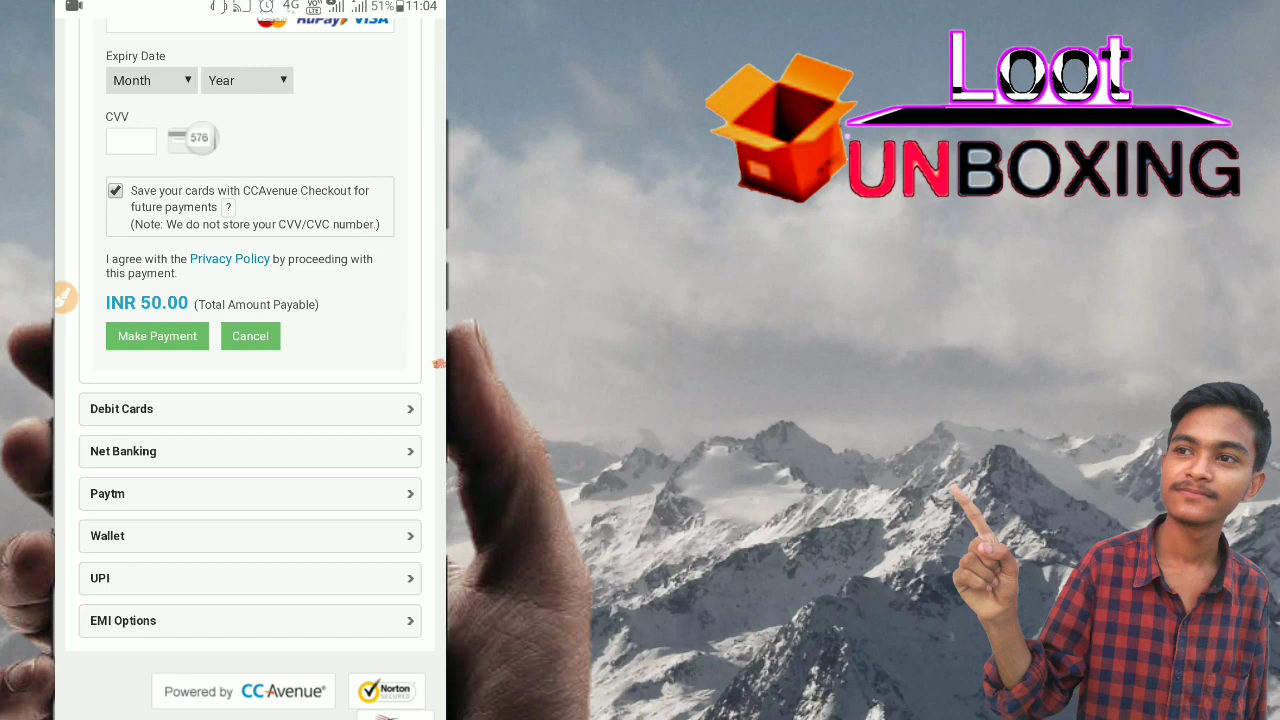 4G VoLTE 51% 11:04
RuPay VISA
Expiry Date
Month Year
CVV
576
Save your cards with CCAvenue Checkout for
future payments ?
(Note: We do not store your CVV/CVC number.)
I agree with the Privacy Policy by proceeding with
this payment.
INR 50.00 (Total Amount Payable)
Make Payment Cancel
Debit Cards
Net Banking
Paytm
Wallet
UPI
EMI Options
Powered by CCAvenue
Norton
SECURED
Loot
UNBOXING